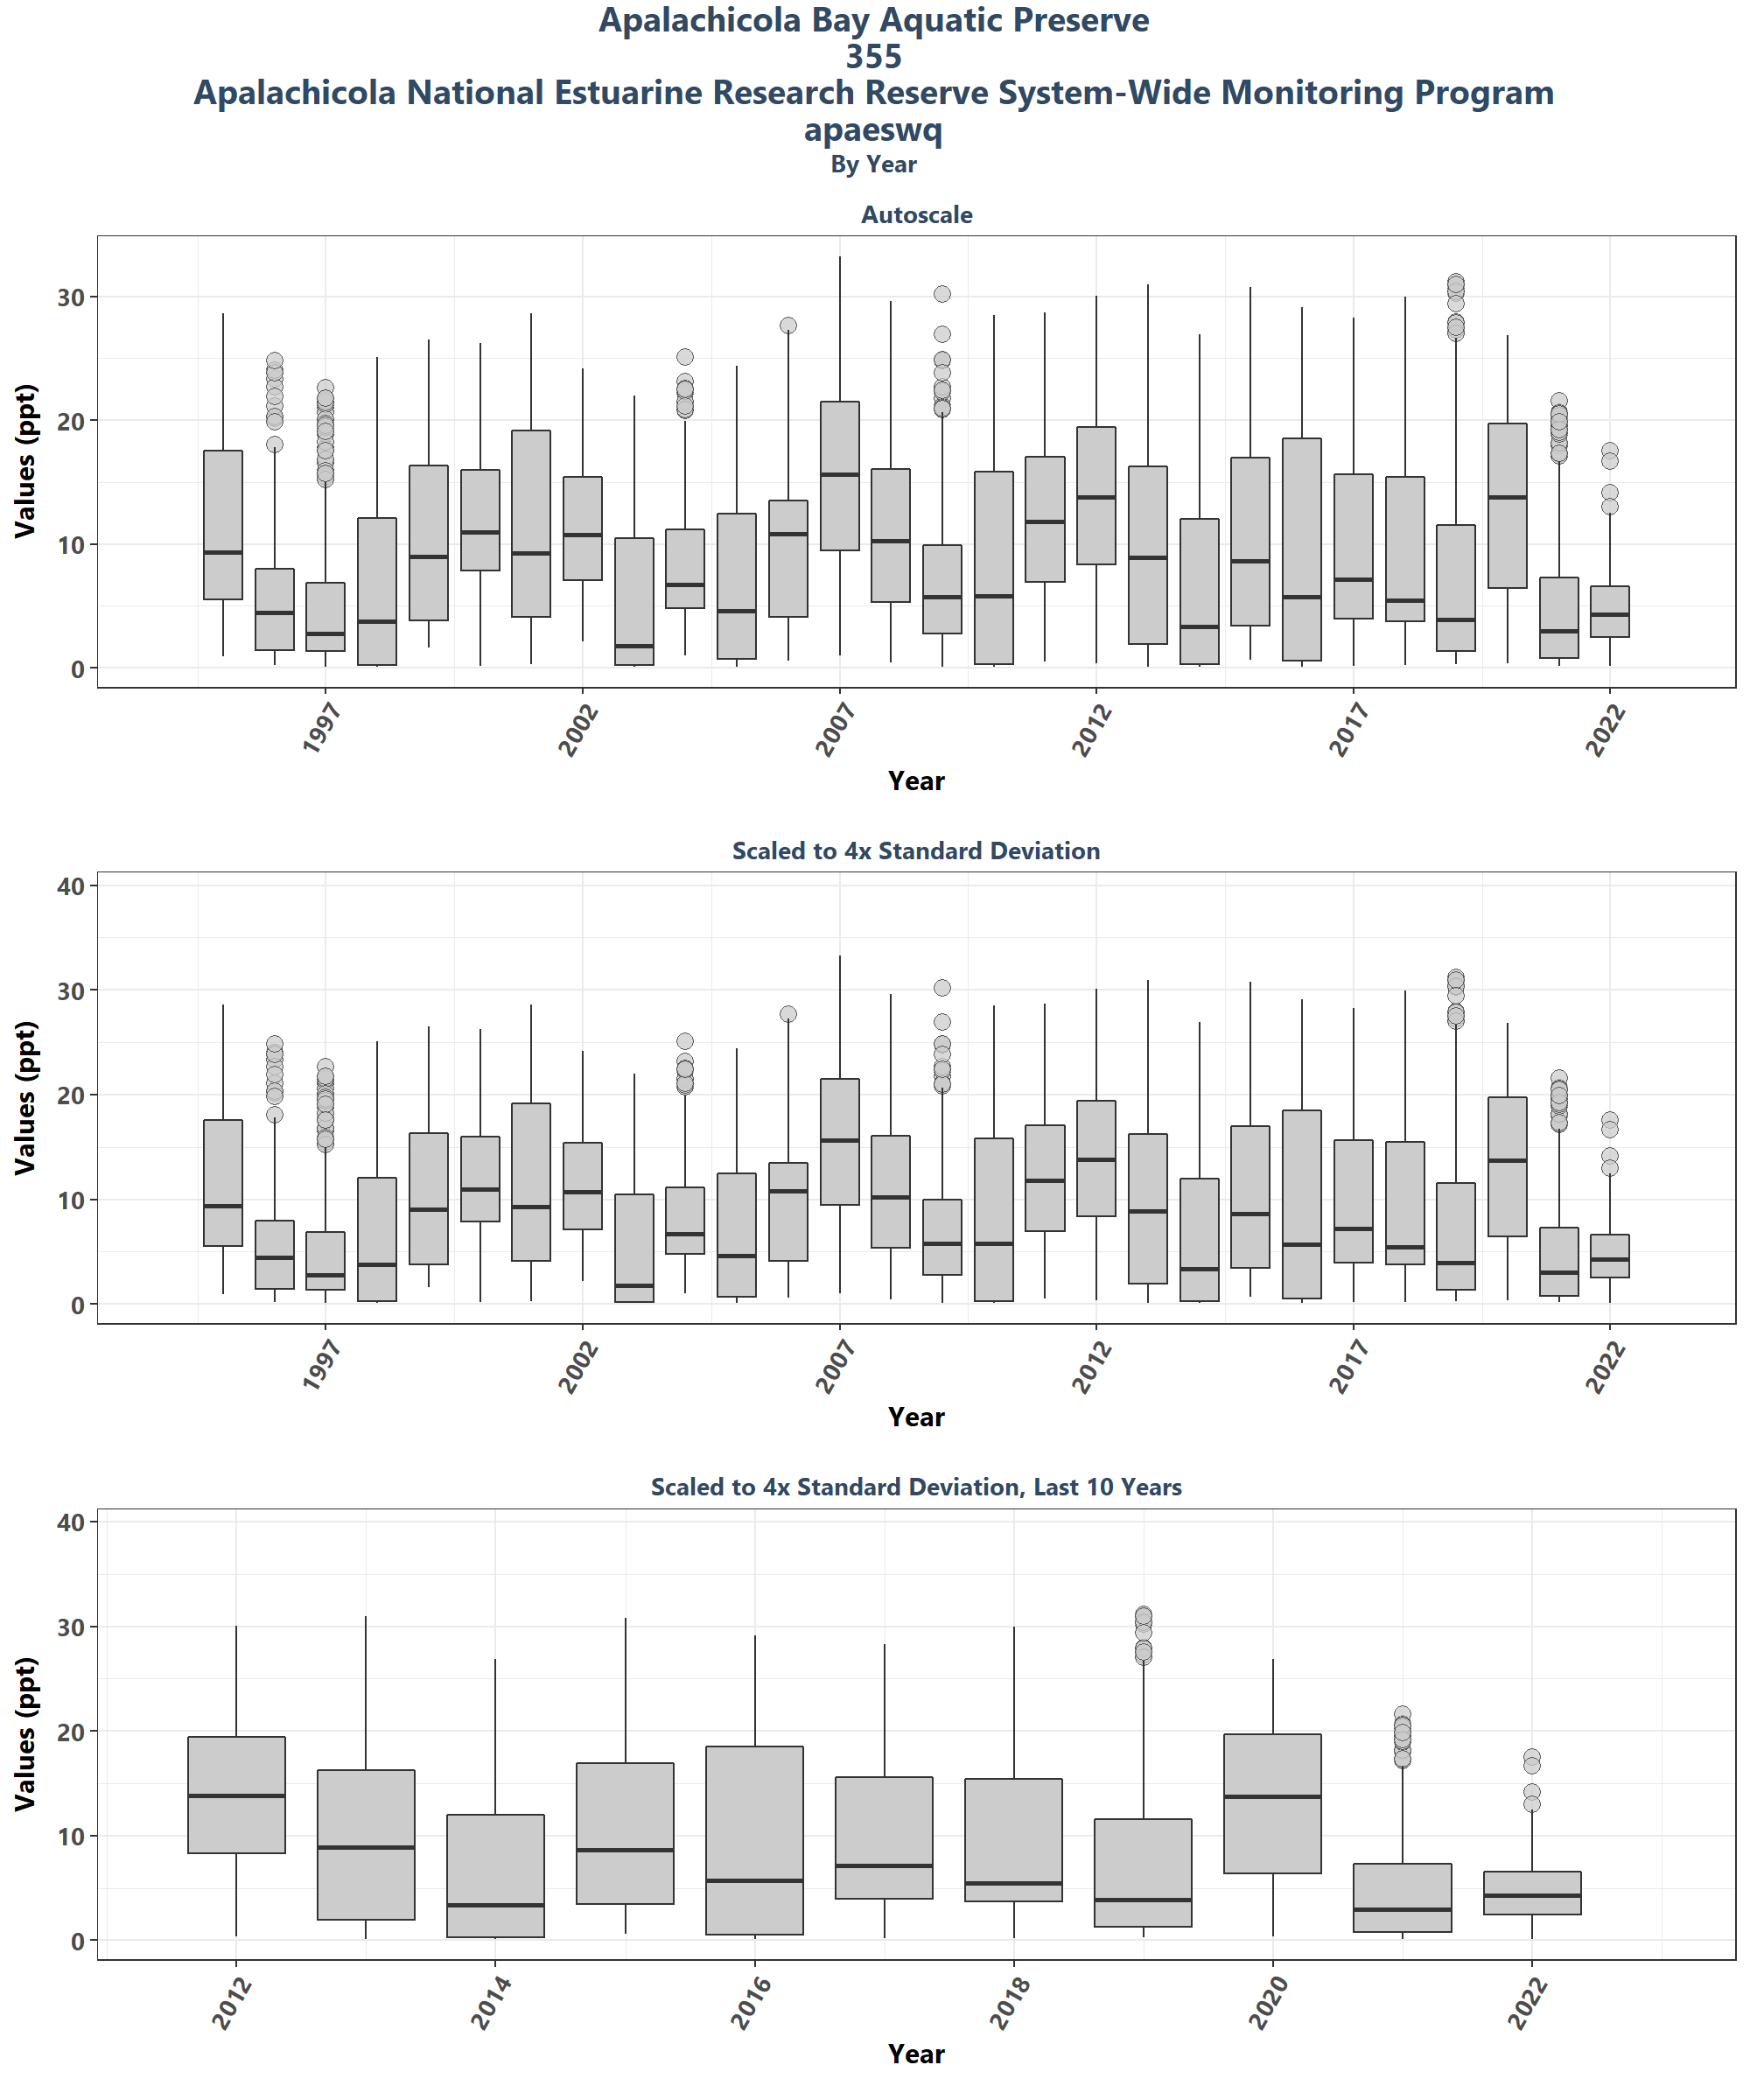 Apalachicola Bay Aquatic Preserve
355
Apalachicola National Estuarine Research Reserve System-Wide Monitoring Program
apaeswq
By Year
Autoscale
Values (ppt)
30
20
10
0
1997 2002 2007 2012 2017 2022
Year
Scaled to 4x Standard Deviation
Values (ppt)
40
30
20
10
0
1997 2002 2007 2012 2017 2022
Year
Scaled to 4x Standard Deviation, Last 10 Years
Values (ppt)
40
30
20
10
0
2012 2014 2016 2018 2020 2022
Year